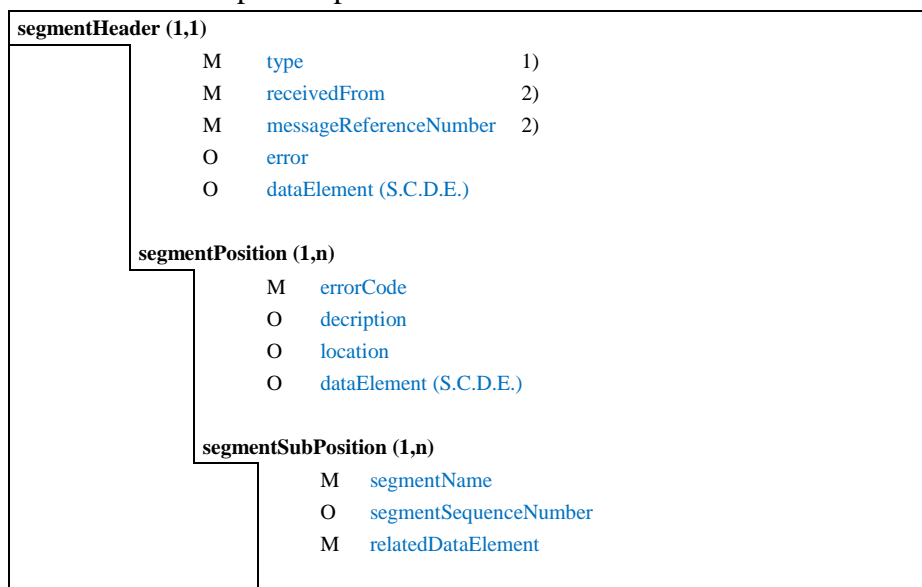 segmentHeader (1,1)
M type 1)
M receivedFrom 2)
M messageReferenceNumber 2)
O error
O dataElement (S.C.D.E.)
segmentPosition (1,n)
M errorCode
O decription
O location
O dataElement (S.C.D.E.)
segmentSubPosition (1,n)
M segmentName
O segmentSequenceNumber
M relatedDataElement